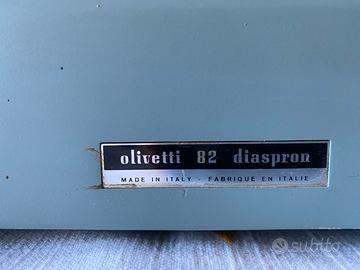 olivetti 82 diaspron
MADE IN ITALY - FABRIQUE EN ITALIE
subito